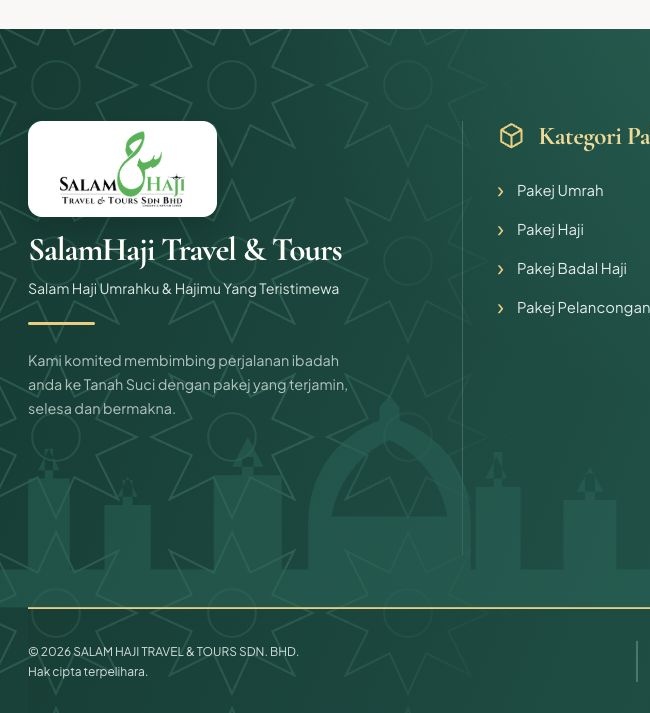 SALAM HAJI
TRAVEL & TOURS SDN BHD
SalamHaji Travel & Tours
Salam Haji Umrahku & Hajimu Yang Teristimewa
Kami komited membimbing perjalanan ibadah
anda ke Tanah Suci dengan pakej yang terjamin,
selesa dan bermakna.
Kategori Pa
Pakej Umrah
Pakej Haji
Pakej Badal Haji
Pakej Pelancongan
© 2026 SALAM HAJI TRAVEL & TOURS SDN. BHD.
Hak cipta terpelihara.